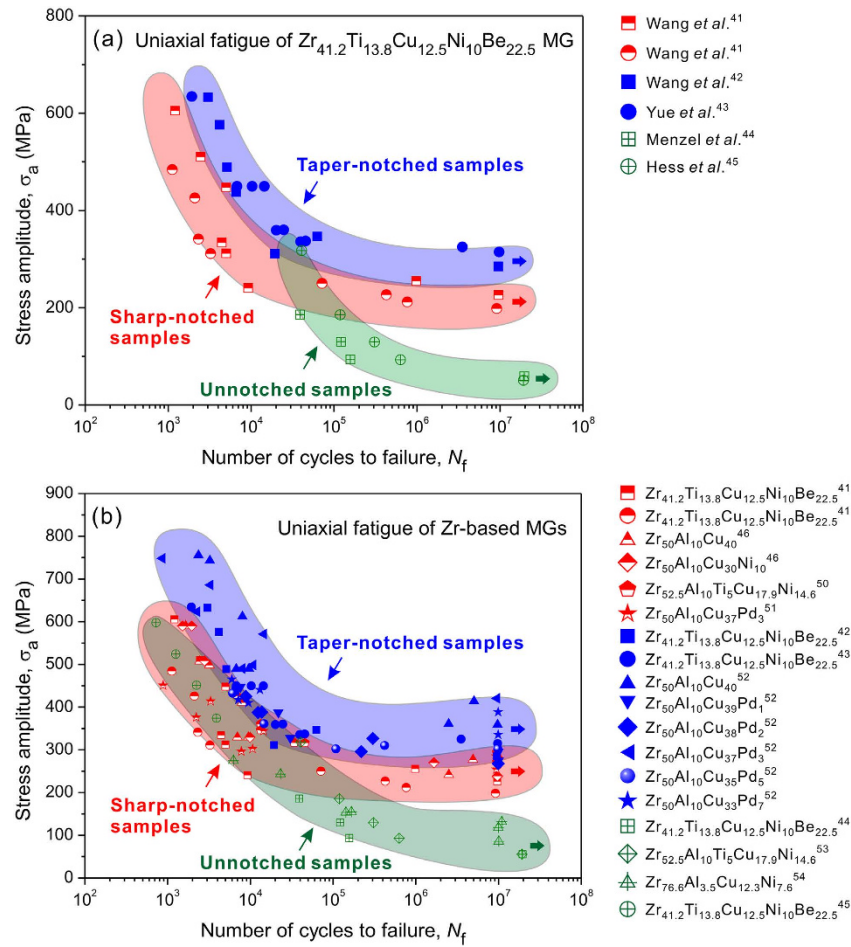 (a) Uniaxial fatigue of Zr41.2Ti13.8Cu12.5Ni10Be22.5 MG
800
600
400
200
0
Stress amplitude, σa (MPa)
Taper-notched samples
Sharp-notched
samples
Unnotched samples
10^2 10^3 10^4 10^5 10^6 10^7 10^8
Number of cycles to failure, Nf
Wang et al.41
Wang et al.41
Wang et al.42
Yue et al.43
Menzel et al.44
Hess et al.45
(b) Uniaxial fatigue of Zr-based MGs
900
800
700
600
500
400
300
200
100
0
Stress amplitude, σa (MPa)
Taper-notched samples
Sharp-notched
samples
Unnotched samples
10^2 10^3 10^4 10^5 10^6 10^7 10^8
Number of cycles to failure, Nf
Zr41.2Ti13.8Cu12.5Ni10Be22.5 41
Zr41.2Ti13.8Cu12.5Ni10Be22.5 41
Zr50Al10Cu40 46
Zr50Al10Cu30Ni10 46
Zr52.5Al10Ti5Cu17.9Ni14.6 50
Zr50Al10Cu37Pd3 51
Zr41.2Ti13.8Cu12.5Ni10Be22.5 42
Zr41.2Ti13.8Cu12.5Ni10Be22.5 43
Zr50Al10Cu40 52
Zr50Al10Cu39Pd1 52
Zr50Al10Cu38Pd2 52
Zr50Al10Cu37Pd3 52
Zr50Al10Cu35Pd5 52
Zr50Al10Cu33Pd7 52
Zr41.2Ti13.8Cu12.5Ni10Be22.5 44
Zr52.5Al10Ti5Cu17.9Ni14.6 53
Zr76.6Al3.5Cu12.3Ni7.6 54
Zr41.2Ti13.8Cu12.5Ni10Be22.5 45